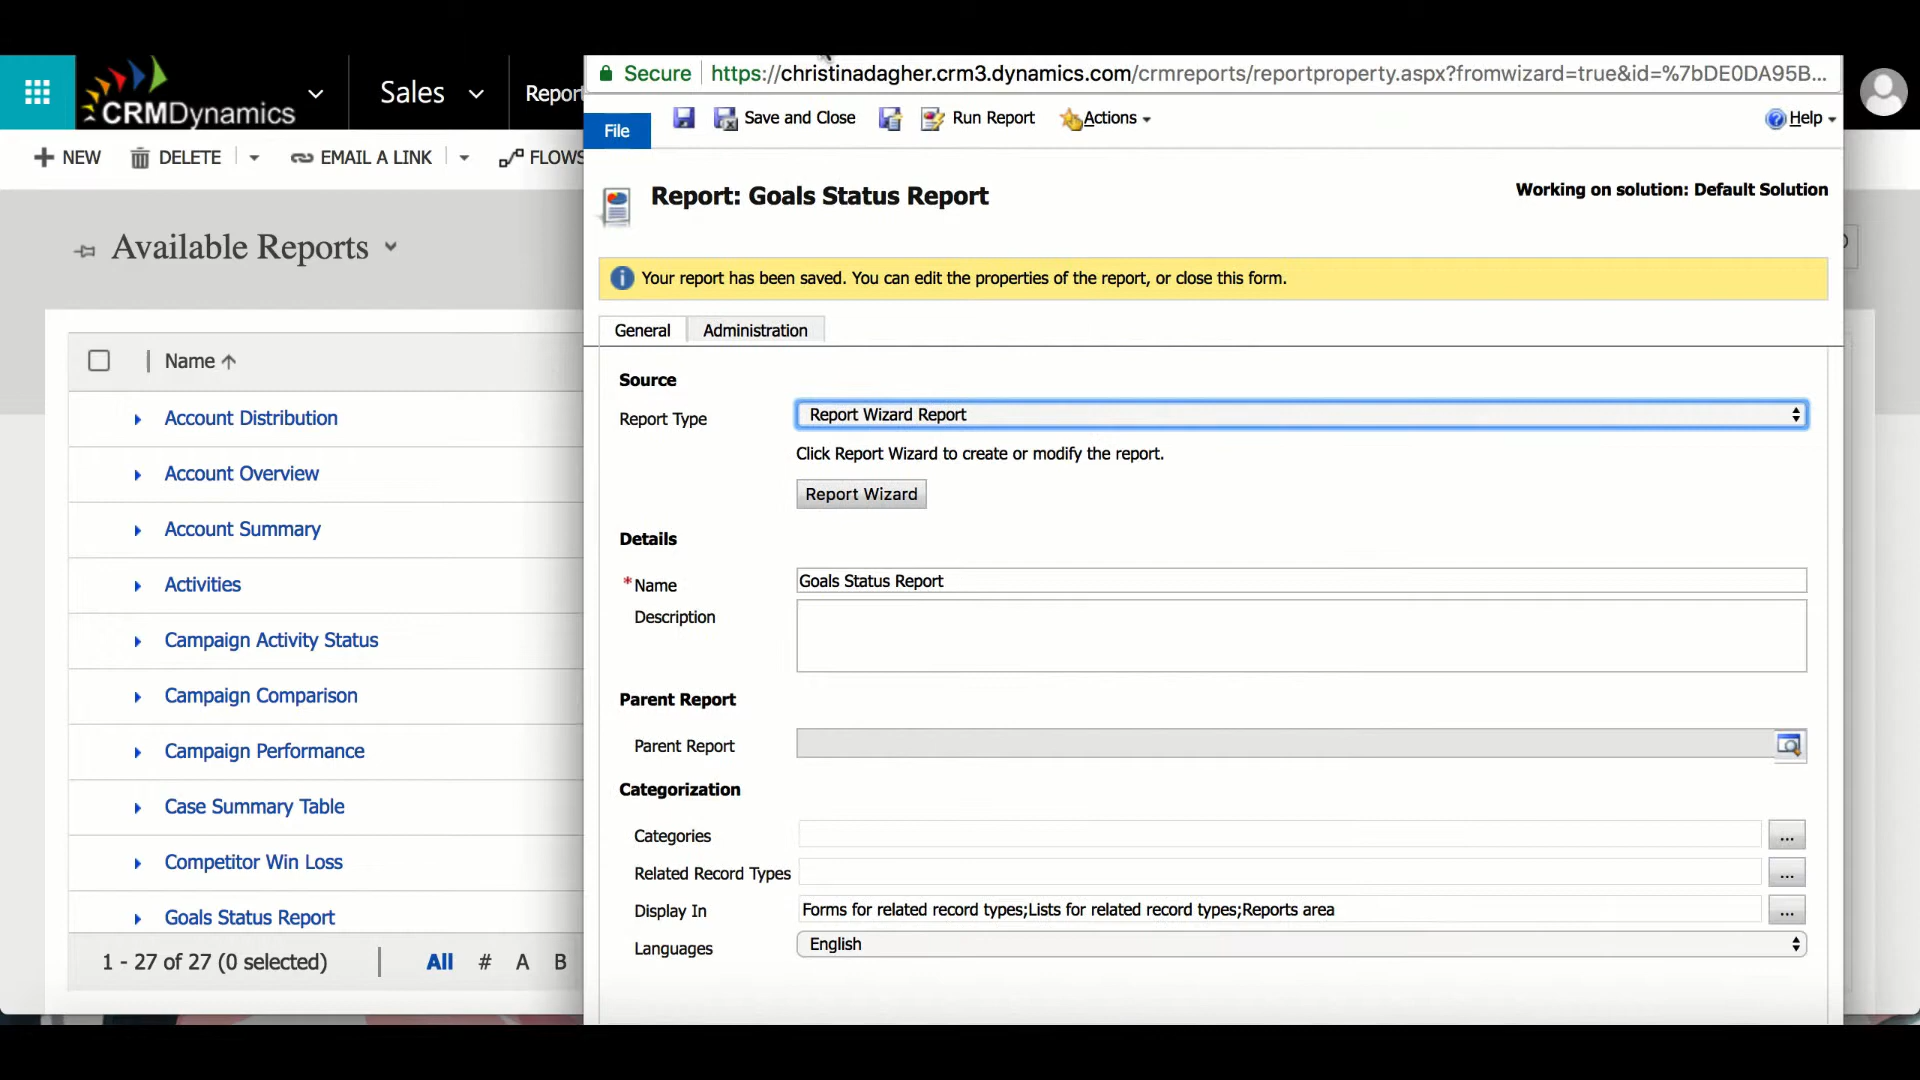 CRMDynamics
Sales
Secure
https://christinadagher.crm3.dynamics.com/crmreports/reportproperty.aspx?fromwizard=true&id=%7bDE0DA95B...
File
Save and Close
Run Report
Actions
Help
NEW
DELETE
EMAIL A LINK
Report: Goals Status Report
Working on solution: Default Solution
Available Reports
Your report has been saved. You can edit the properties of the report, or close this form.
General
Administration
Name
Account Distribution
Account Overview
Account Summary
Activities
Campaign Activity Status
Campaign Comparison
Campaign Performance
Case Summary Table
Competitor Win Loss
Goals Status Report
1 - 27 of 27 (0 selected)
All # A B
Source
Report Type
Report Wizard Report
Click Report Wizard to create or modify the report.
Report Wizard
Details
*Name
Goals Status Report
Description
Parent Report
Parent Report
Categorization
Categories
...
Related Record Types
...
Display In
Forms for related record types;Lists for related record types;Reports area
...
Languages
English